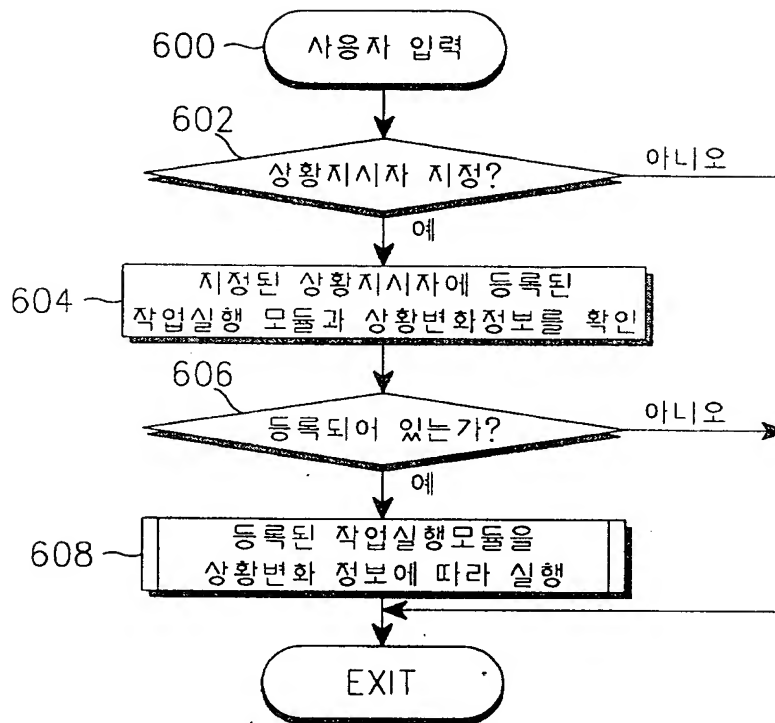 600
사용자 입력
602
상황지시자 지정?
아니오
예
604
지정된 상황지시자에 등록된
작업실행 모듈과 상황변화정보를 확인
606
등록되어 있는가?
아니오
예
608
등록된 작업실행모듈을
상황변화 정보에 따라 실행
EXIT